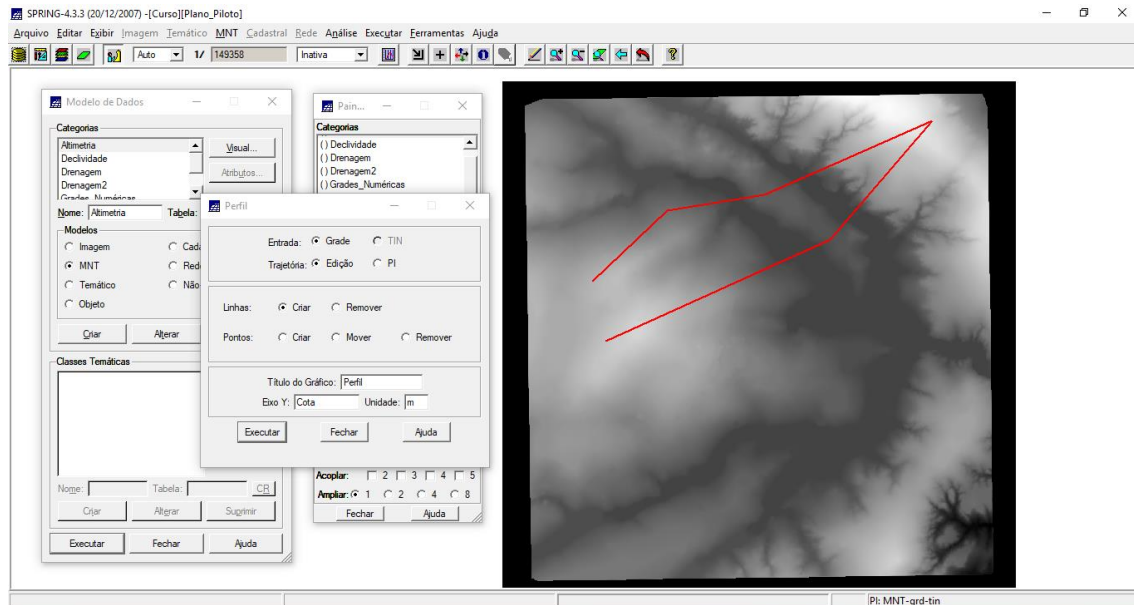 SPRING-4.3.3 (20/12/2007) -[Curso][Plano_Piloto]
Arquivo Editar Exibir Imagem Temático MNT Cadastral Rede Análise Executar Ferramentas Ajuda
Auto 1/ 149358 Inativa
Modelo de Dados
Categorias
Altimetria
Declividade
Drenagem
Drenagem2
Grades_Numéricas
Visual...
Atributos...
Nome: Altimetria Tabela:
Modelos
Imagem Cada
MNT Red
Temático Não
Objeto
Criar Alterar
Classes Temáticas
Nome: Tabela: CR
Criar Alterar Suprimir
Executar Fechar Ajuda
Pain...
Categorias
( ) Declividade
( ) Drenagem
( ) Drenagem2
( ) Grades_Numéricas
Perfil
Entrada: Grade TIN
Trajetória: Edição PI
Linhas: Criar Remover
Pontos: Criar Mover Remover
Título do Gráfico: Perfil
Eixo Y: Cota Unidade: m
Executar Fechar Ajuda
Acoplar: 2 3 4 5
Ampliar: 1 2 4 8
Fechar Ajuda
PI: MNT-grd-tin